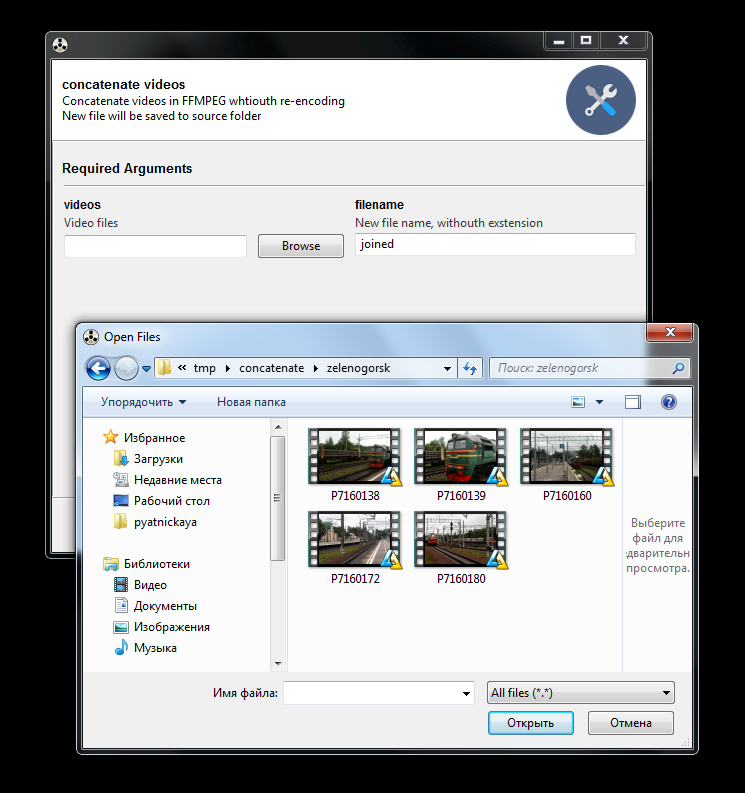 concatenate videos
Concatenate videos in FFMPEG whtiouth re-encoding
New file will be saved to source folder
Required Arguments
videos
Video files
Browse
filename
New file name, withouth exstension
joined
Open Files
« tmp concatenate zelenogorsk
Поиск: zelenogorsk
Упорядочить
Новая папка
Избранное
Загрузки
Недавние места
Рабочий стол
pyatnickaya
Библиотеки
Видео
Документы
Изображения
Музыка
P7160138
P7160139
P7160160
P7160172
P7160180
Выберите
файл для
дварительн
просмотра.
Имя файла:
All files (*.*)
Открыть
Отмена